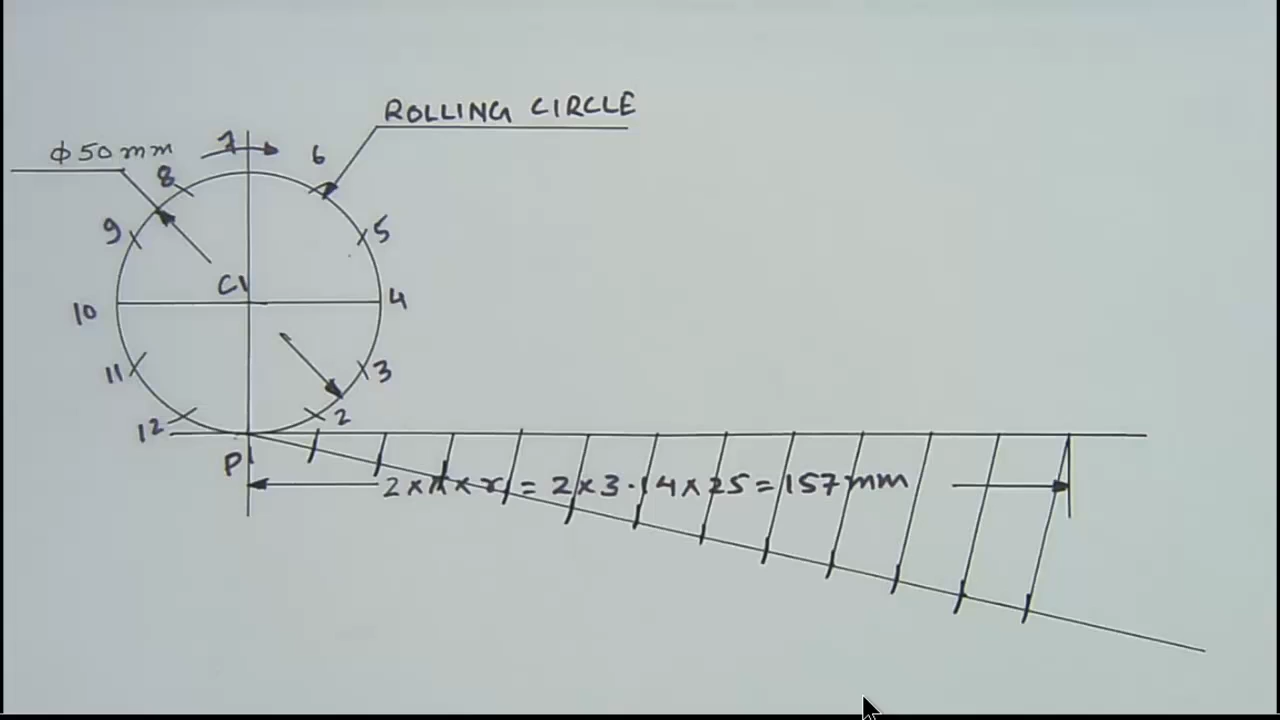 ROLLING CIRCLE
Φ50mm
7
6
8
9
5
C1
10
4
11
3
12
2
P1
2×π×r = 2×3.14×25=157mm